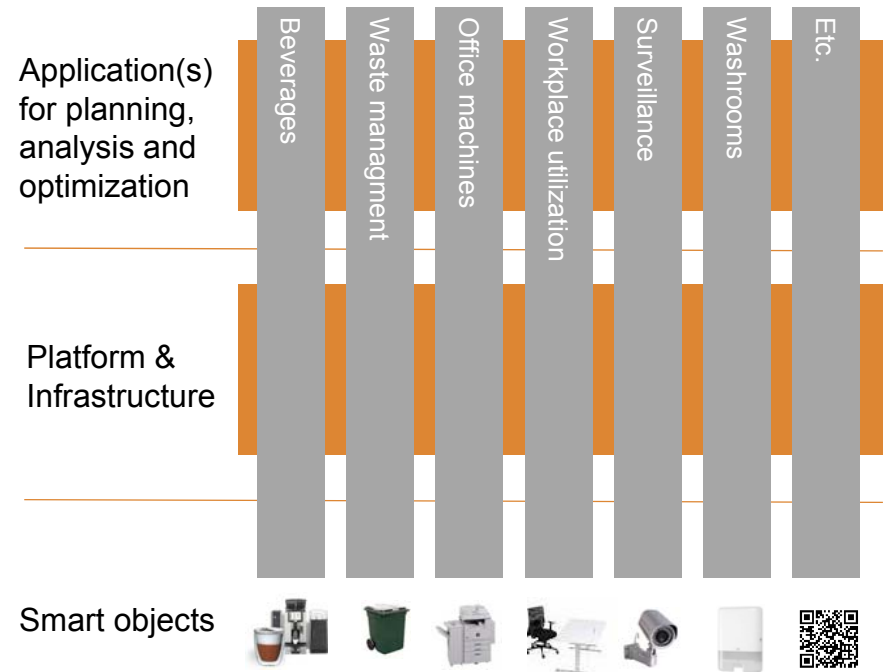 Application(s)
for planning,
analysis and
optimization
Beverages
Waste managment
Office machines
Workplace utilization
Surveillance
Washrooms
Etc.
Platform &
Infrastructure
Smart objects